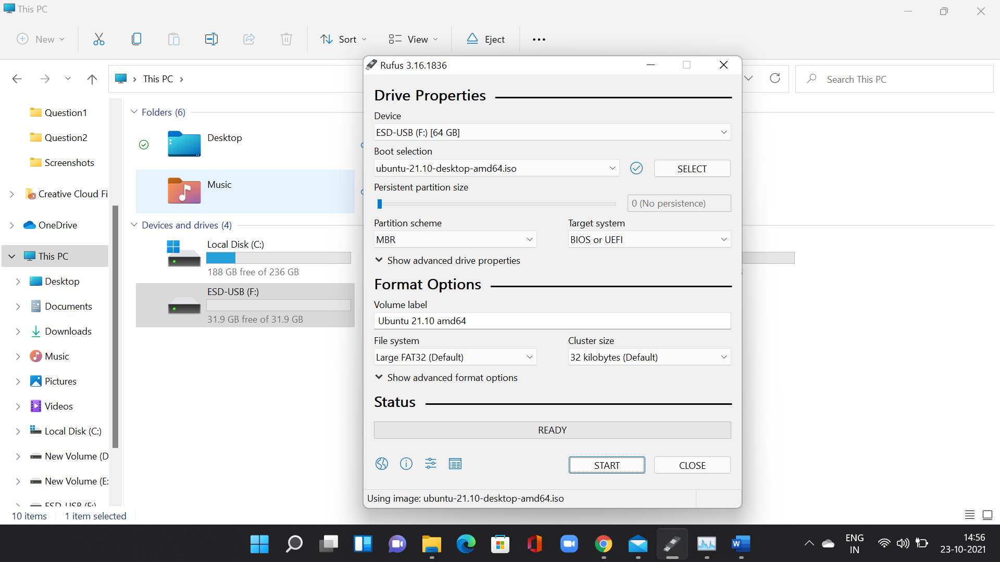 This PC
New
Sort
View
Eject
This PC
Search This PC
Question1
Question2
Screenshots
Creative Cloud Fi
OneDrive
This PC
Desktop
Documents
Downloads
Music
Pictures
Videos
Local Disk (C:)
New Volume (D
New Volume (E:
ESD-USB (F:)
Folders (6)
Desktop
Music
Devices and drives (4)
Local Disk (C:)
188 GB free of 236 GB
ESD-USB (F:)
31.9 GB free of 31.9 GB
10 items
1 item selected
Rufus 3.16.1836
Drive Properties
Device
ESD-USB (F:) [64 GB]
Boot selection
ubuntu-21.10-desktop-amd64.iso
SELECT
Persistent partition size
0 (No persistence)
Partition scheme
Target system
MBR
BIOS or UEFI
Show advanced drive properties
Format Options
Volume label
Ubuntu 21.10 amd64
File system
Cluster size
Large FAT32 (Default)
32 kilobytes (Default)
Show advanced format options
Status
READY
START
CLOSE
Using image: ubuntu-21.10-desktop-amd64.iso
W
ENG
IN
14:56
23-10-2021